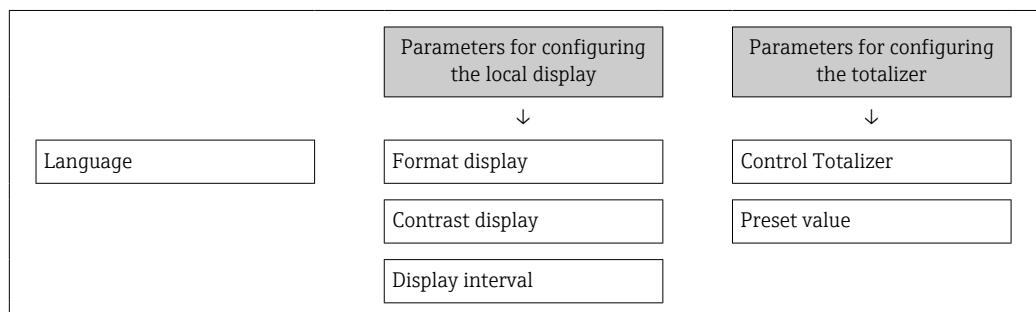 Parameters for configuring
the local display
Parameters for configuring
the totalizer
↓
↓
Language
Format display
Control Totalizer
Contrast display
Preset value
Display interval